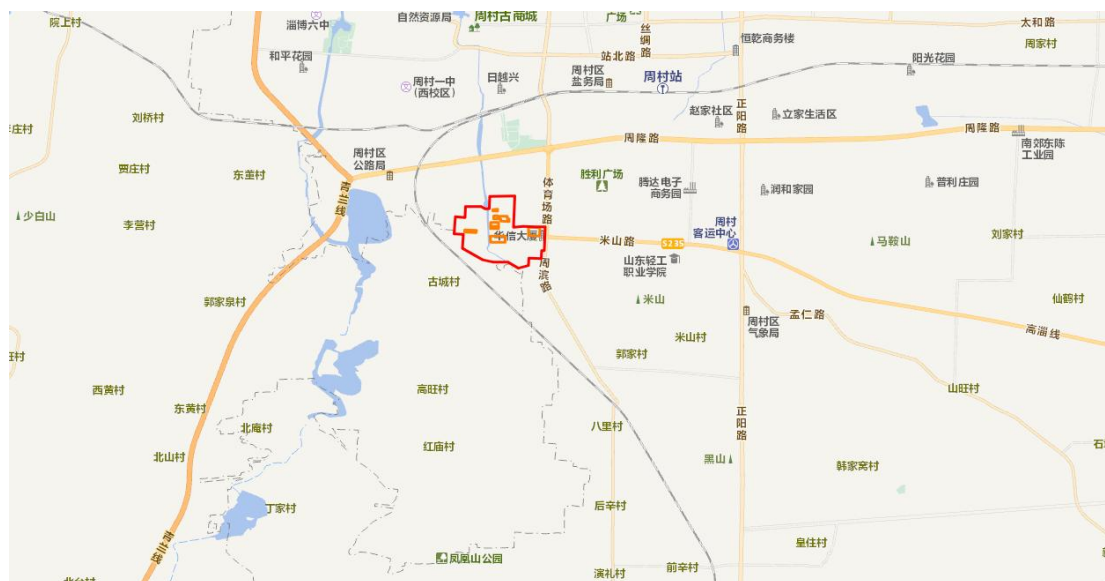 院上村
淄博六中
自然资源局
周村古商城
广场
丝绸路
恒乾商务楼
太和路
周家村
和平花园
站北路
阳光花园
周村一中
(西校区)
日越兴
周村区
盐务局
周村站
正阳路
赵家社区
立家生活区
刘桥村
周隆路
周隆路
南郊东陈
工业园
周村区
公路局
贾庄村
东董村
胜利广场
腾达电子
商务园
润和家园
普利庄园
体育场路
少白山
李营村
华信大厦
米山路
S235
周村
客运中心
马鞍山
刘家村
山东轻工
职业学院
周滨路
古城村
郭家泉村
米山
仙鹤村
周村区
气象局
孟仁路
高淄线
米山村
郭家村
西黄村
高旺村
山旺村
东黄村
正阳路
北庵村
八里村
红庙村
北山村
黑山
韩家窝村
丁家村
后辛村
皇住村
凤凰山公园
演礼村
前辛村